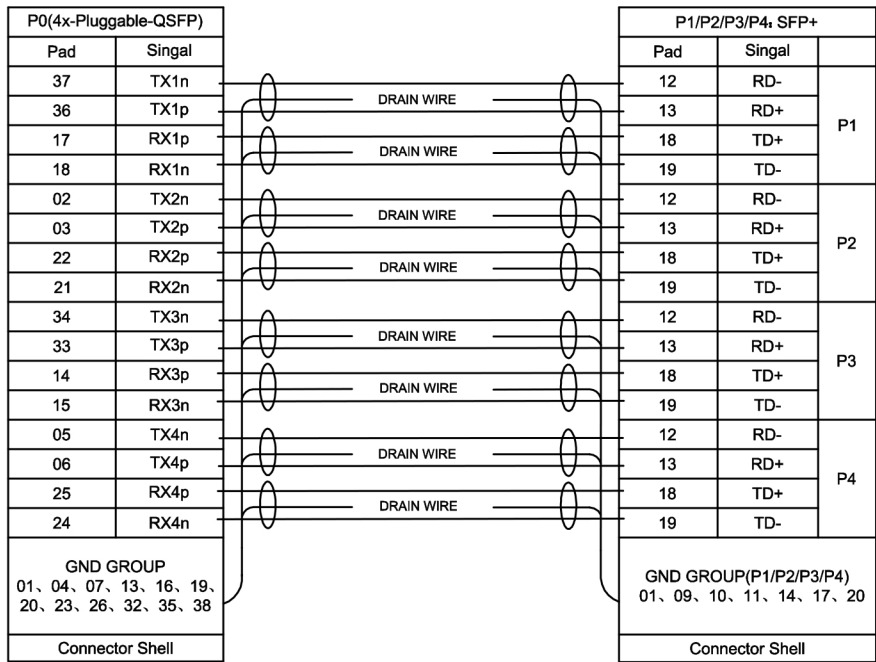 P0(4x-Pluggable-QSFP) P1/P2/P3/P4: SFP+
Pad Singal Pad Singal
37 TX1n 12 RD-
DRAIN WIRE
36 TX1p 13 RD+
P1
17 RX1p 18 TD+
DRAIN WIRE
18 RX1n 19 TD-
02 TX2n 12 RD-
DRAIN WIRE
03 TX2p 13 RD+
P2
22 RX2p 18 TD+
DRAIN WIRE
21 RX2n 19 TD-
34 TX3n 12 RD-
DRAIN WIRE
33 TX3p 13 RD+
P3
14 RX3p 18 TD+
DRAIN WIRE
15 RX3n 19 TD-
05 TX4n 12 RD-
DRAIN WIRE
06 TX4p 13 RD+
P4
25 RX4p 18 TD+
DRAIN WIRE
24 RX4n 19 TD-
GND GROUP
01、04、07、13、16、19、
20、23、26、32、35、38
GND GROUP(P1/P2/P3/P4)
01、09、10、11、14、17、20
Connector Shell Connector Shell